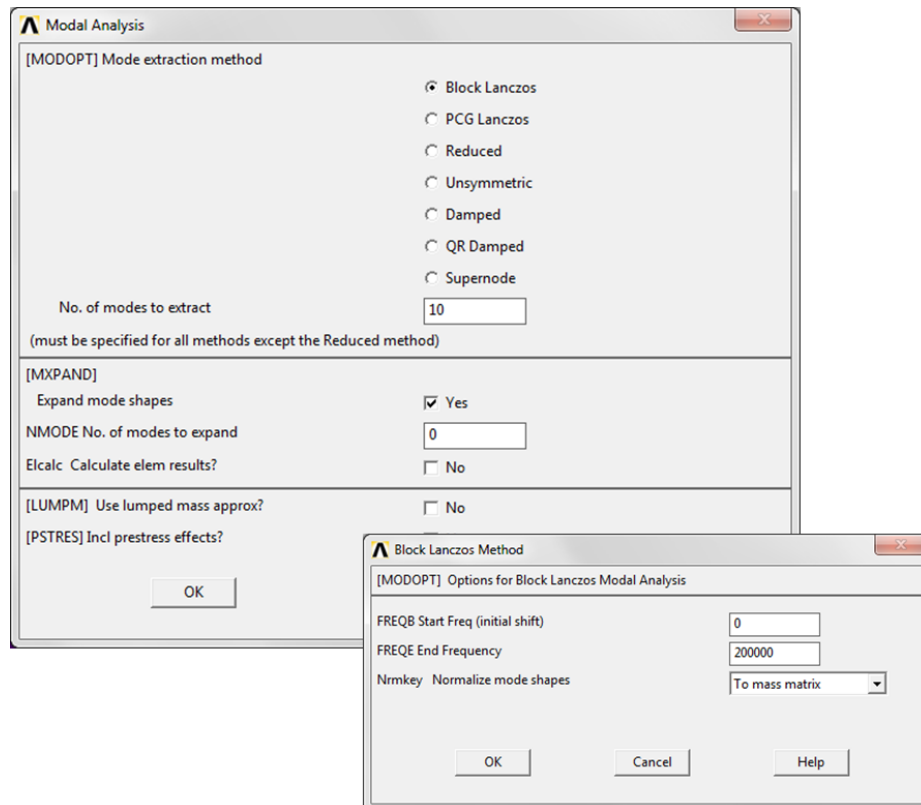 Modal Analysis
[MODOPT] Mode extraction method
Block Lanczos
PCG Lanczos
Reduced
Unsymmetric
Damped
QR Damped
Supernode
No. of modes to extract 10
(must be specified for all methods except the Reduced method)
[MXPAND]
Expand mode shapes Yes
NMODE No. of modes to expand 0
Elcalc Calculate elem results? No
[LUMPM] Use lumped mass approx? No
[PSTRES] Incl prestress effects?
OK
Block Lanczos Method
[MODOPT] Options for Block Lanczos Modal Analysis
FREQB Start Freq (initial shift) 0
FREQE End Frequency 200000
Nrmkey Normalize mode shapes To mass matrix
OK Cancel Help